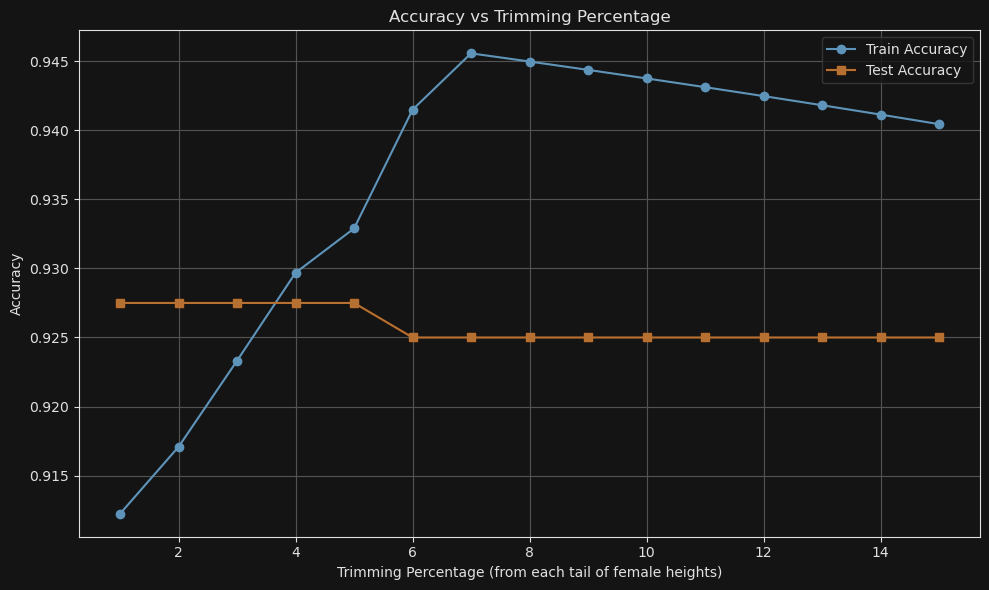 Accuracy vs Trimming Percentage
Train Accuracy
Test Accuracy
Accuracy
0.945
0.940
0.935
0.930
0.925
0.920
0.915
2 4 6 8 10 12 14
Trimming Percentage (from each tail of female heights)